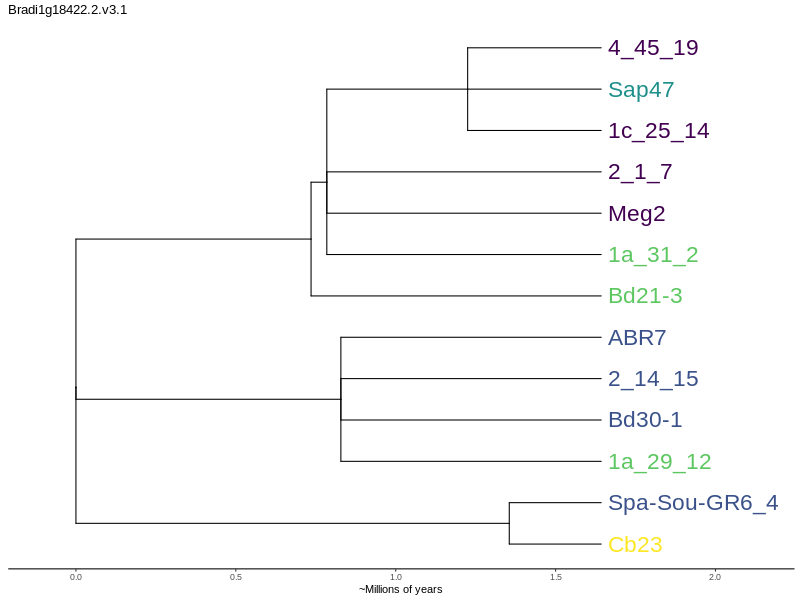 Bradi1g18422.2.v3.1
4_45_19
Sap47
1c_25_14
2_1_7
Meg2
1a_31_2
Bd21-3
ABR7
2_14_15
Bd30-1
1a_29_12
Spa-Sou-GR6_4
Cb23
0.0 0.5 1.0 1.5 2.0
~Millions of years